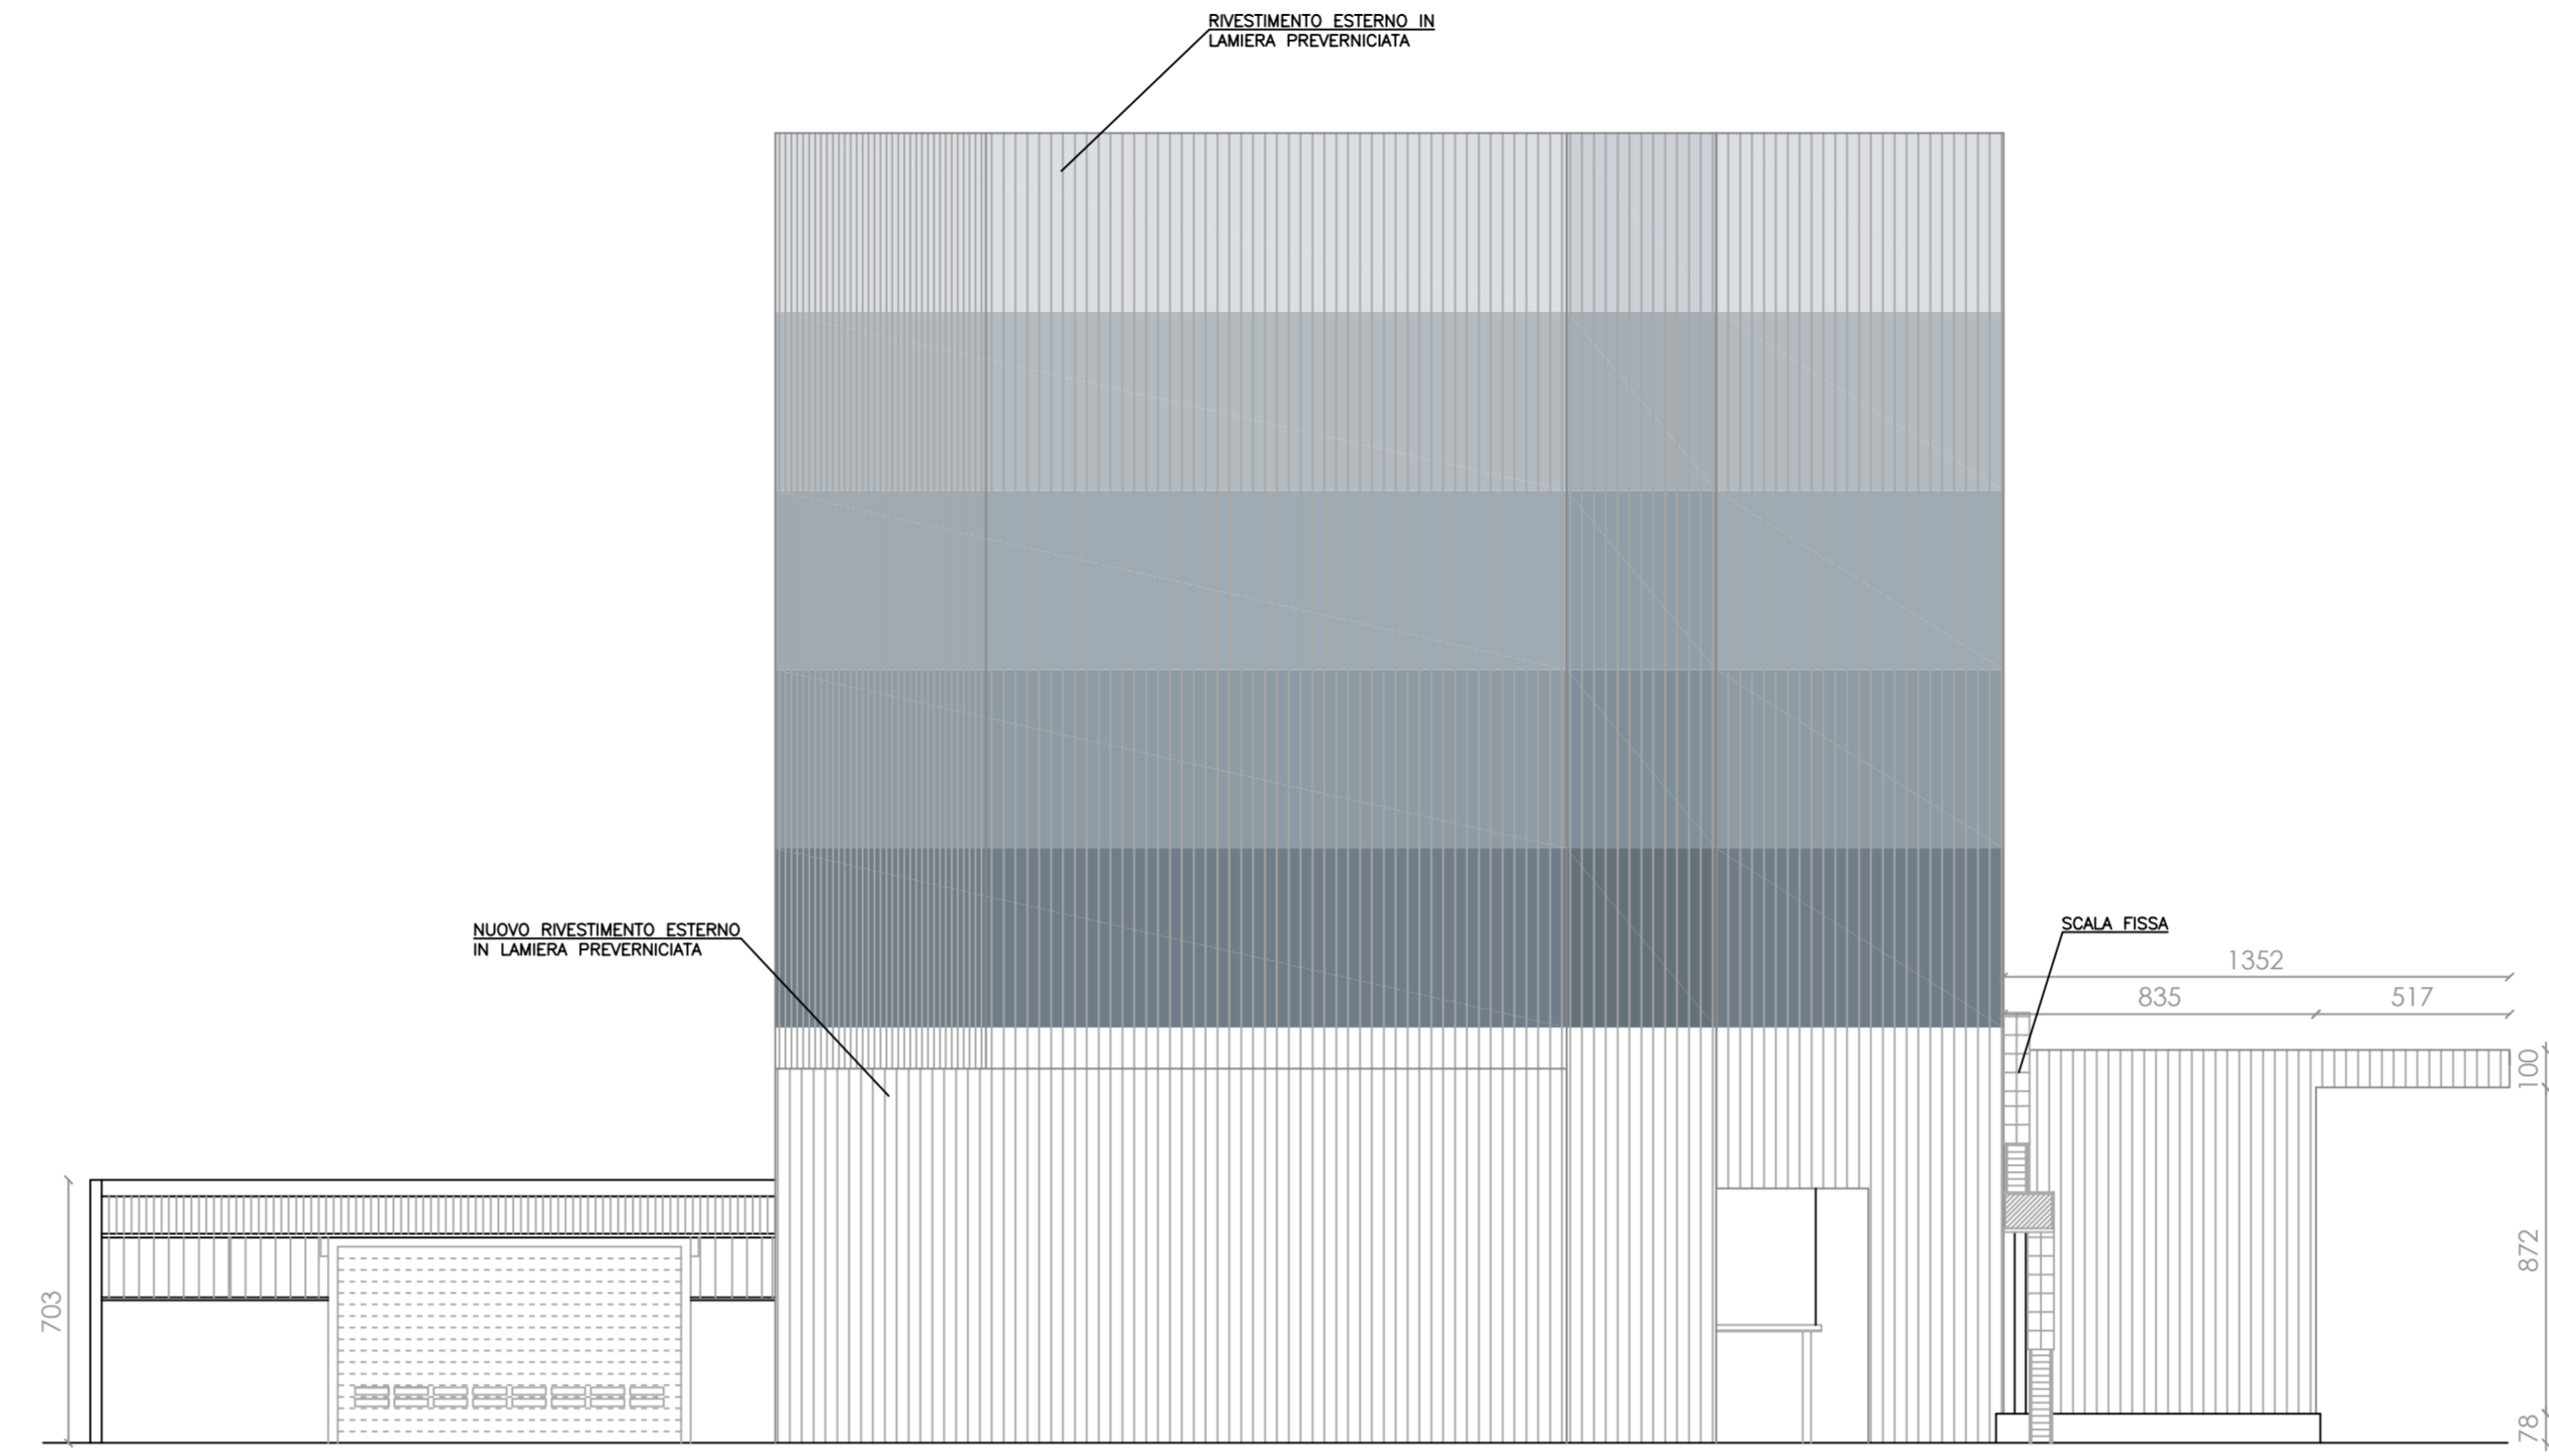 RIVESTIMENTO ESTERNO IN
LAMIERA PREVERNICIATA
NUOVO RIVESTIMENTO ESTERNO
IN LAMIERA PREVERNICIATA
SCALA FISSA
1352
835
517
100
872
78
703